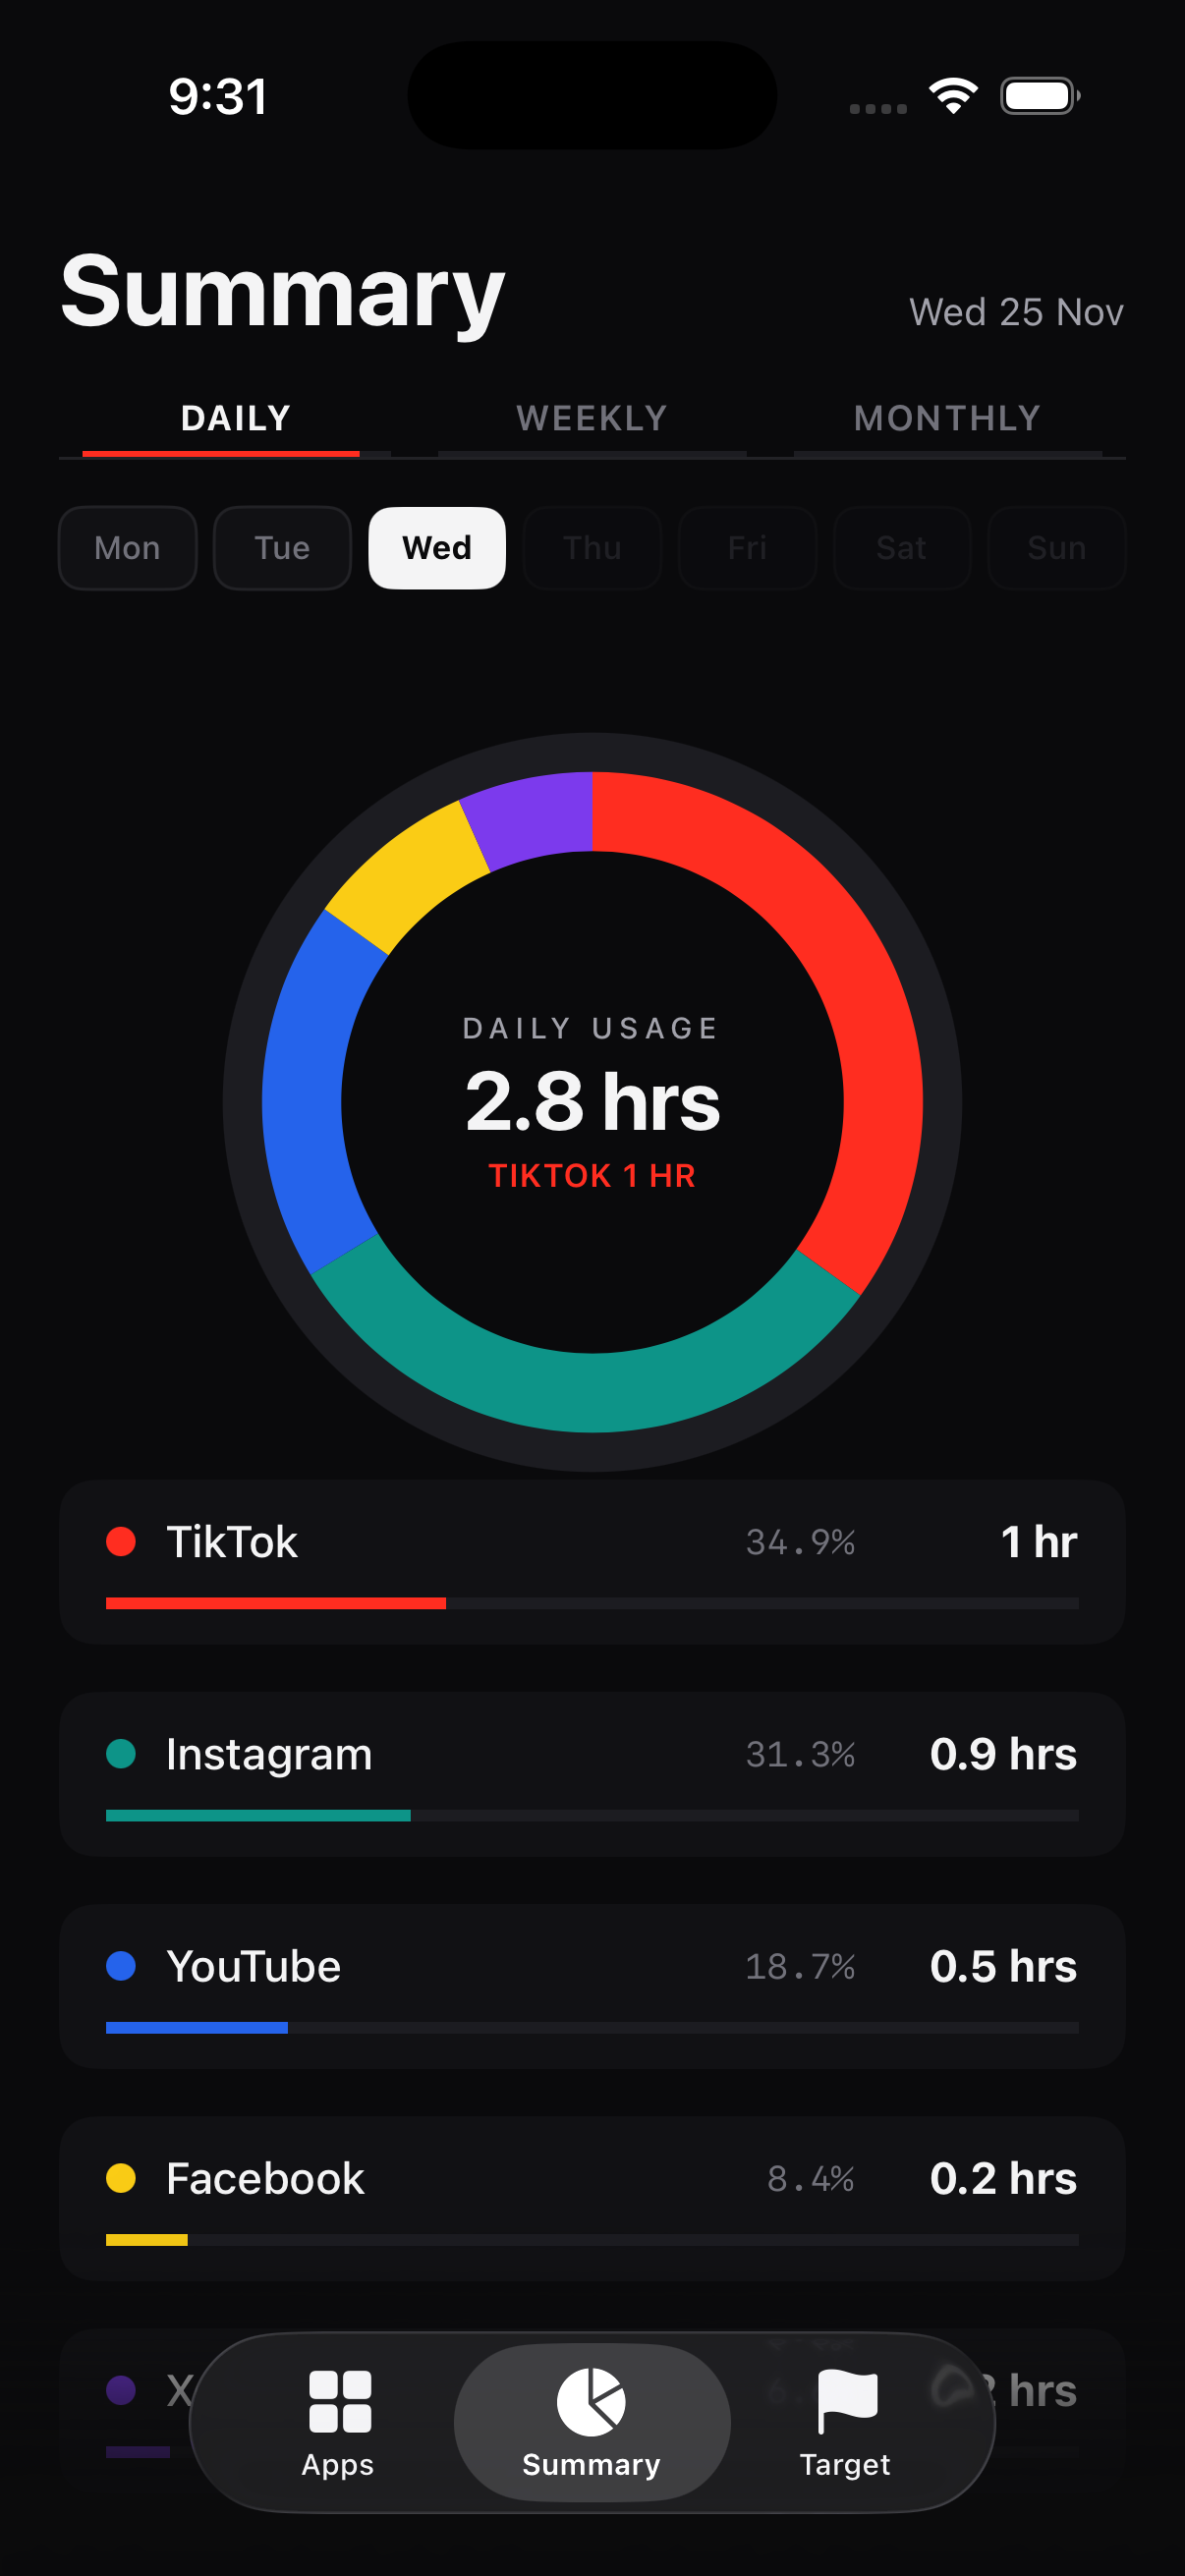 9:31
Summary
Wed 25 Nov
DAILY WEEKLY MONTHLY
Mon Tue Wed Thu Fri Sat Sun
DAILY USAGE
2.8 hrs
TIKTOK 1 HR
TikTok 34.9% 1 hr
Instagram 31.3% 0.9 hrs
YouTube 18.7% 0.5 hrs
Facebook 8.4% 0.2 hrs
X hrs
Apps Summary Target